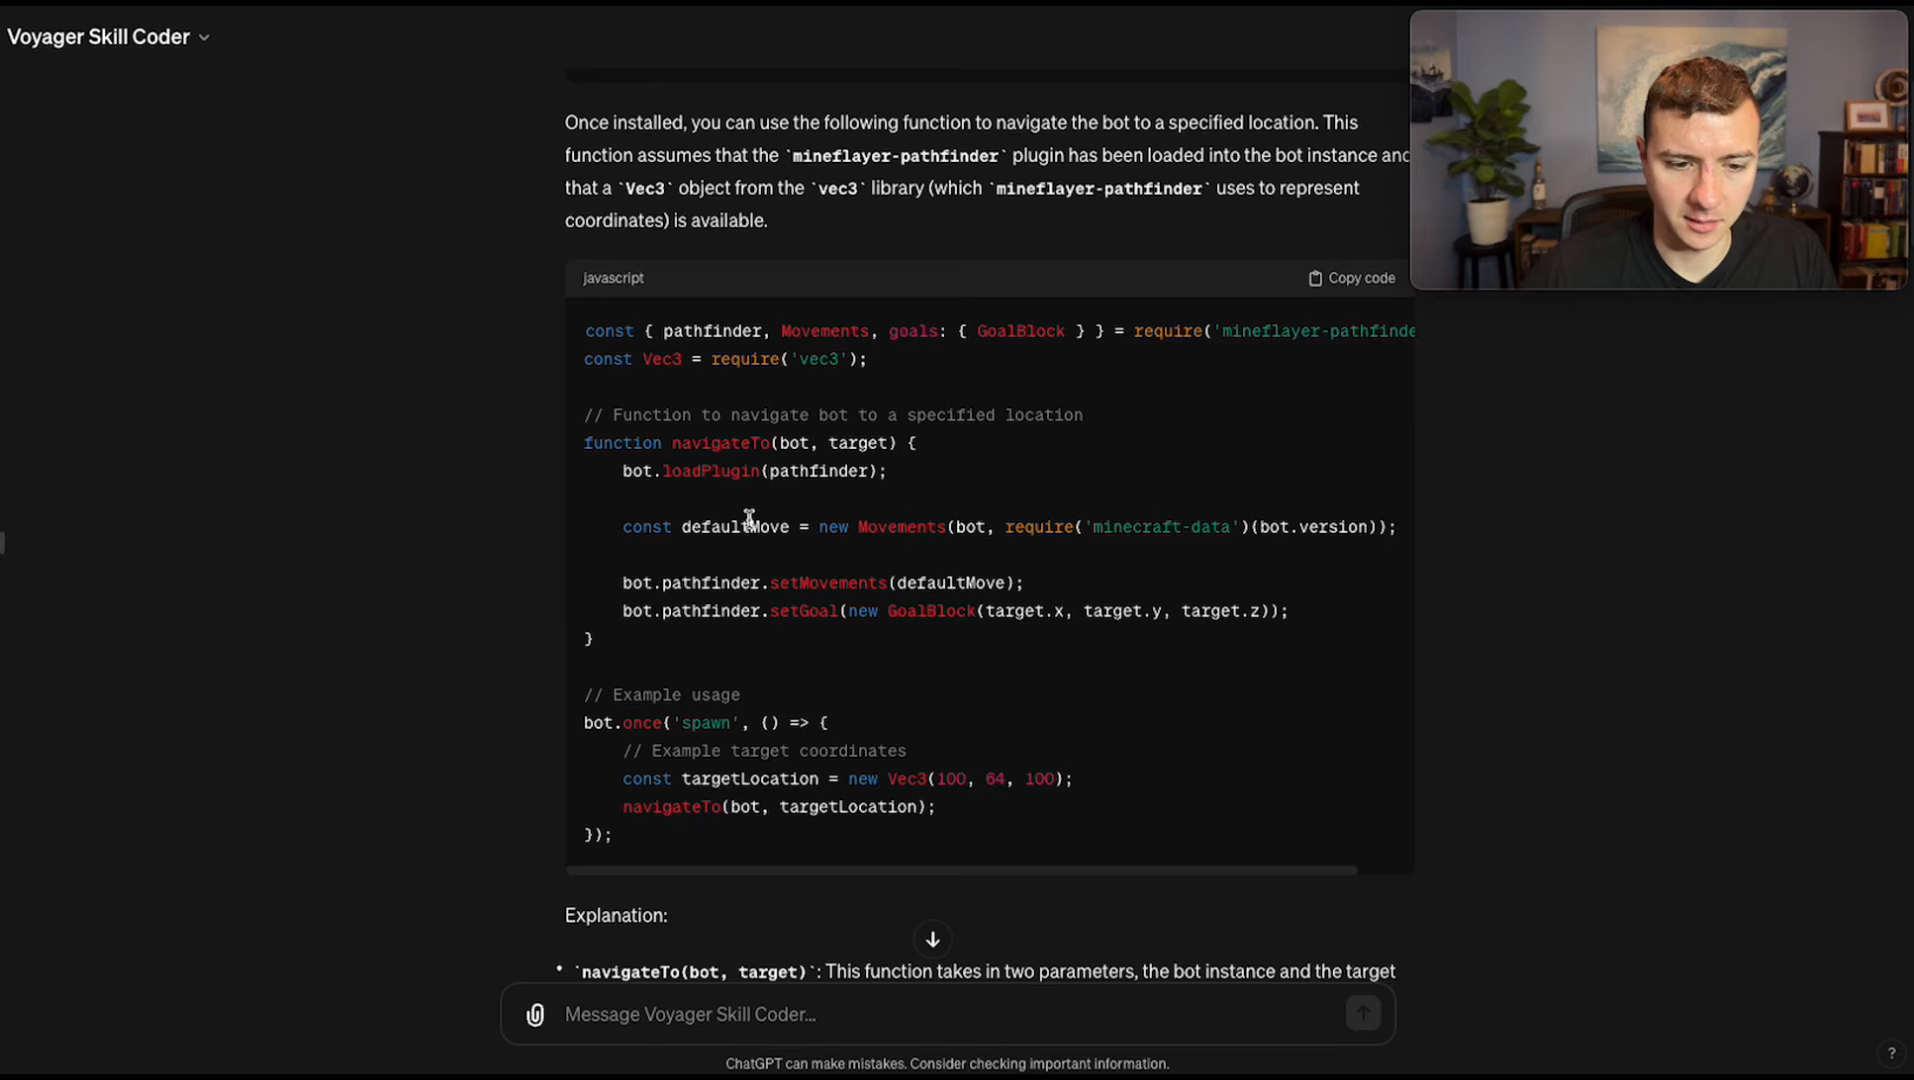 Voyager Skill Coder
Once installed, you can use the following function to navigate the bot to a specified location. This
function assumes that the `mineflayer-pathfinder` plugin has been loaded into the bot instance and
that a `Vec3` object from the `vec3` library (which `mineflayer-pathfinder` uses to represent
coordinates) is available.
javascript
Copy code
const { pathfinder, Movements, goals: { GoalBlock } } = require('mineflayer-pathfinde
const Vec3 = require('vec3');
// Function to navigate bot to a specified location
function navigateTo(bot, target) {
bot.loadPlugin(pathfinder);
const defaultMove = new Movements(bot, require('minecraft-data')(bot.version));
bot.pathfinder.setMovements(defaultMove);
bot.pathfinder.setGoal(new GoalBlock(target.x, target.y, target.z));
}
// Example usage
bot.once('spawn', () => {
// Example target coordinates
const targetLocation = new Vec3(100, 64, 100);
navigateTo(bot, targetLocation);
});
Explanation:
• `navigateTo(bot, target)`: This function takes in two parameters, the bot instance and the target
Message Voyager Skill Coder...
ChatGPT can make mistakes. Consider checking important information.
?